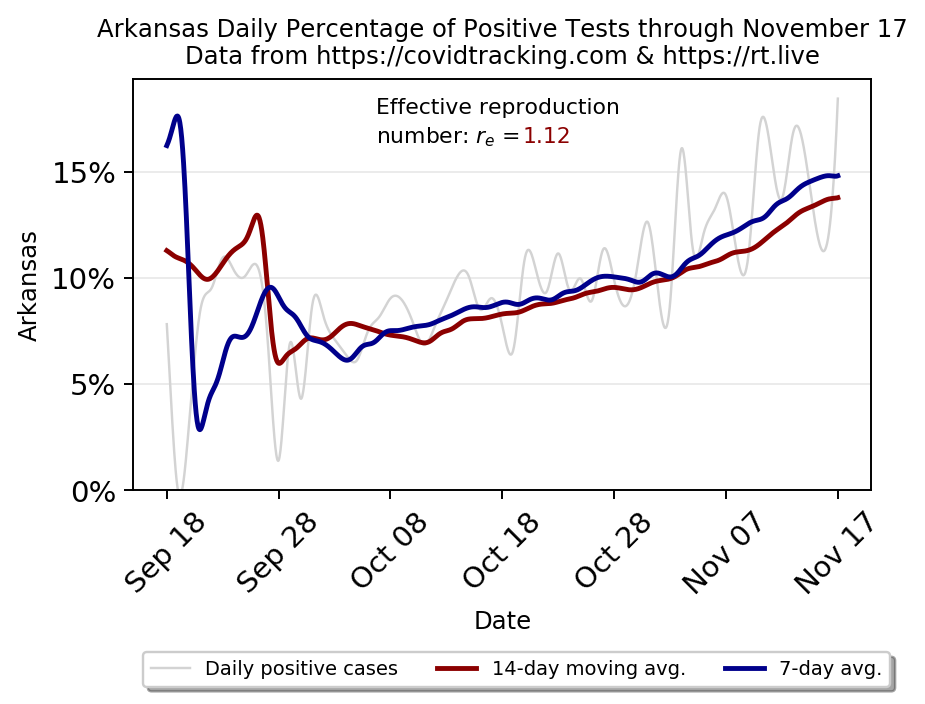 Arkansas Daily Percentage of Positive Tests through November 17
Data from https://covidtracking.com & https://rt.live
Effective reproduction
number: rₑ =1.12
15%
10%
5%
0%
Arkansas
Sep 18
Sep 28
Oct 08
Oct 18
Oct 28
Nov 07
Nov 17
Date
Daily positive cases
14-day moving avg.
7-day avg.